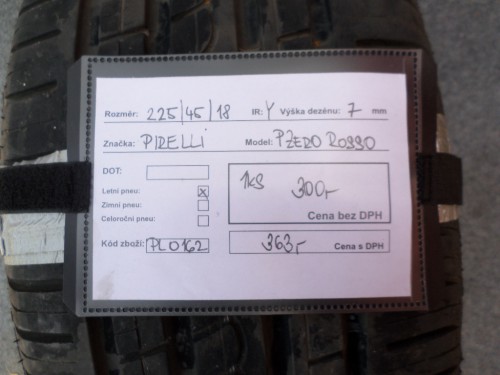 Rozměr: 225/45/18 IR: Y Výška dezénu: 7 mm
Značka: PIRELLI Model: PZERO ROSSO
DOT:
Letní pneu: X
Zimní pneu:
Celoroční pneu:
1ks 300,-
Cena bez DPH
Kód zboží: PL0162
363,- Cena s DPH